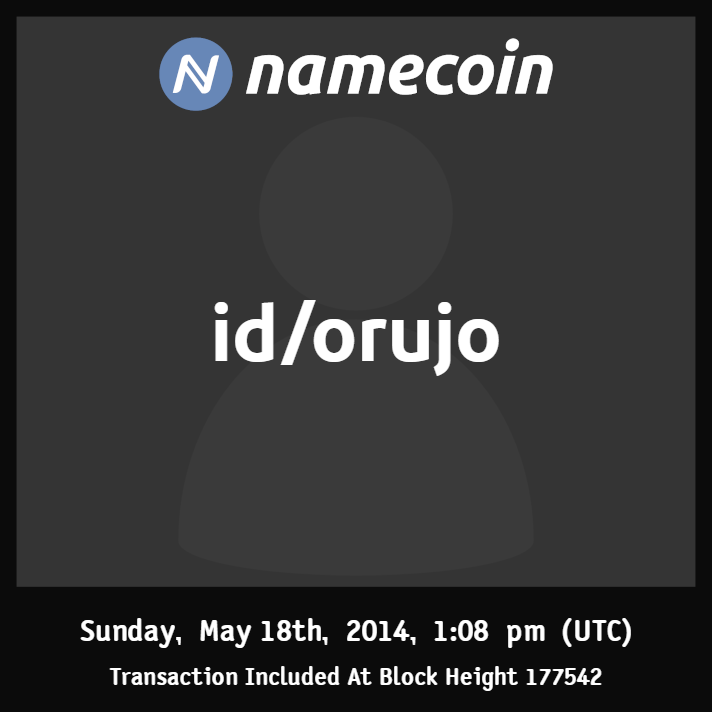 namecoin
id/orujo
Sunday, May 18th, 2014, 1:08 pm (UTC)
Transaction Included At Block Height 177542